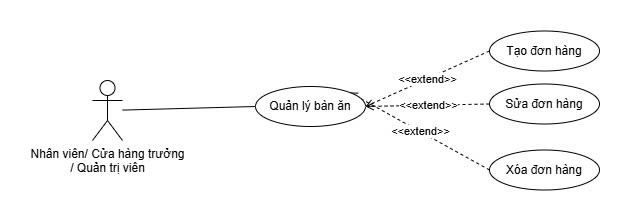 Tạo đơn hàng
<<extend>>
Quản lý bàn ăn
<<extend>>
Sửa đơn hàng
<<extend>>
Nhân viên/ Cửa hàng trưởng
/ Quản trị viên
Xóa đơn hàng